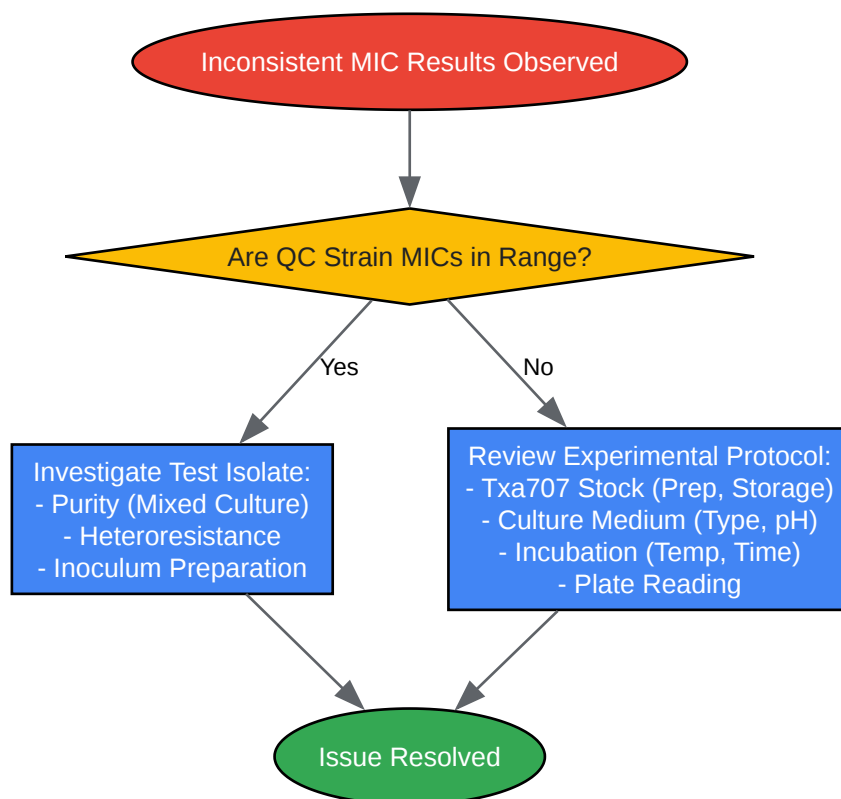 Inconsistent MIC Results Observed
Are QC Strain MICs in Range?
Yes
No
Investigate Test Isolate:
- Purity (Mixed Culture)
- Heteroresistance
- Inoculum Preparation
Review Experimental Protocol:
- Txa707 Stock (Prep, Storage)
- Culture Medium (Type, pH)
- Incubation (Temp, Time)
- Plate Reading
Issue Resolved